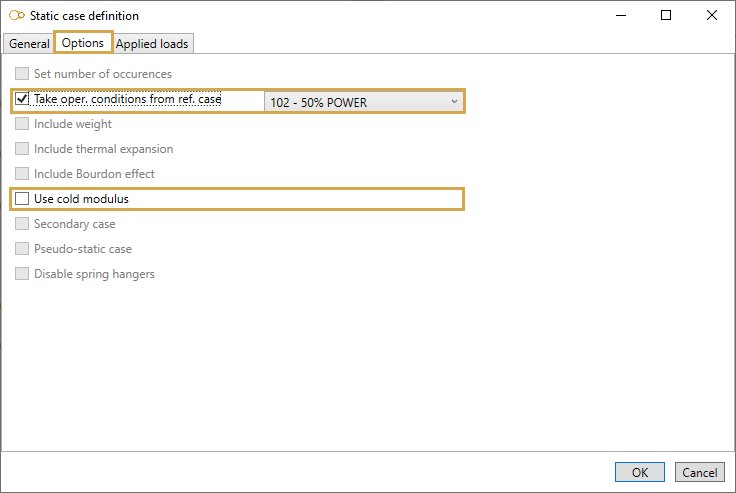 Static case definition
General Options Applied loads
Set number of occurences
Take oper. conditions from ref. case 102 - 50% POWER
Include weight
Include thermal expansion
Include Bourdon effect
Use cold modulus
Secondary case
Pseudo-static case
Disable spring hangers
OK Cancel